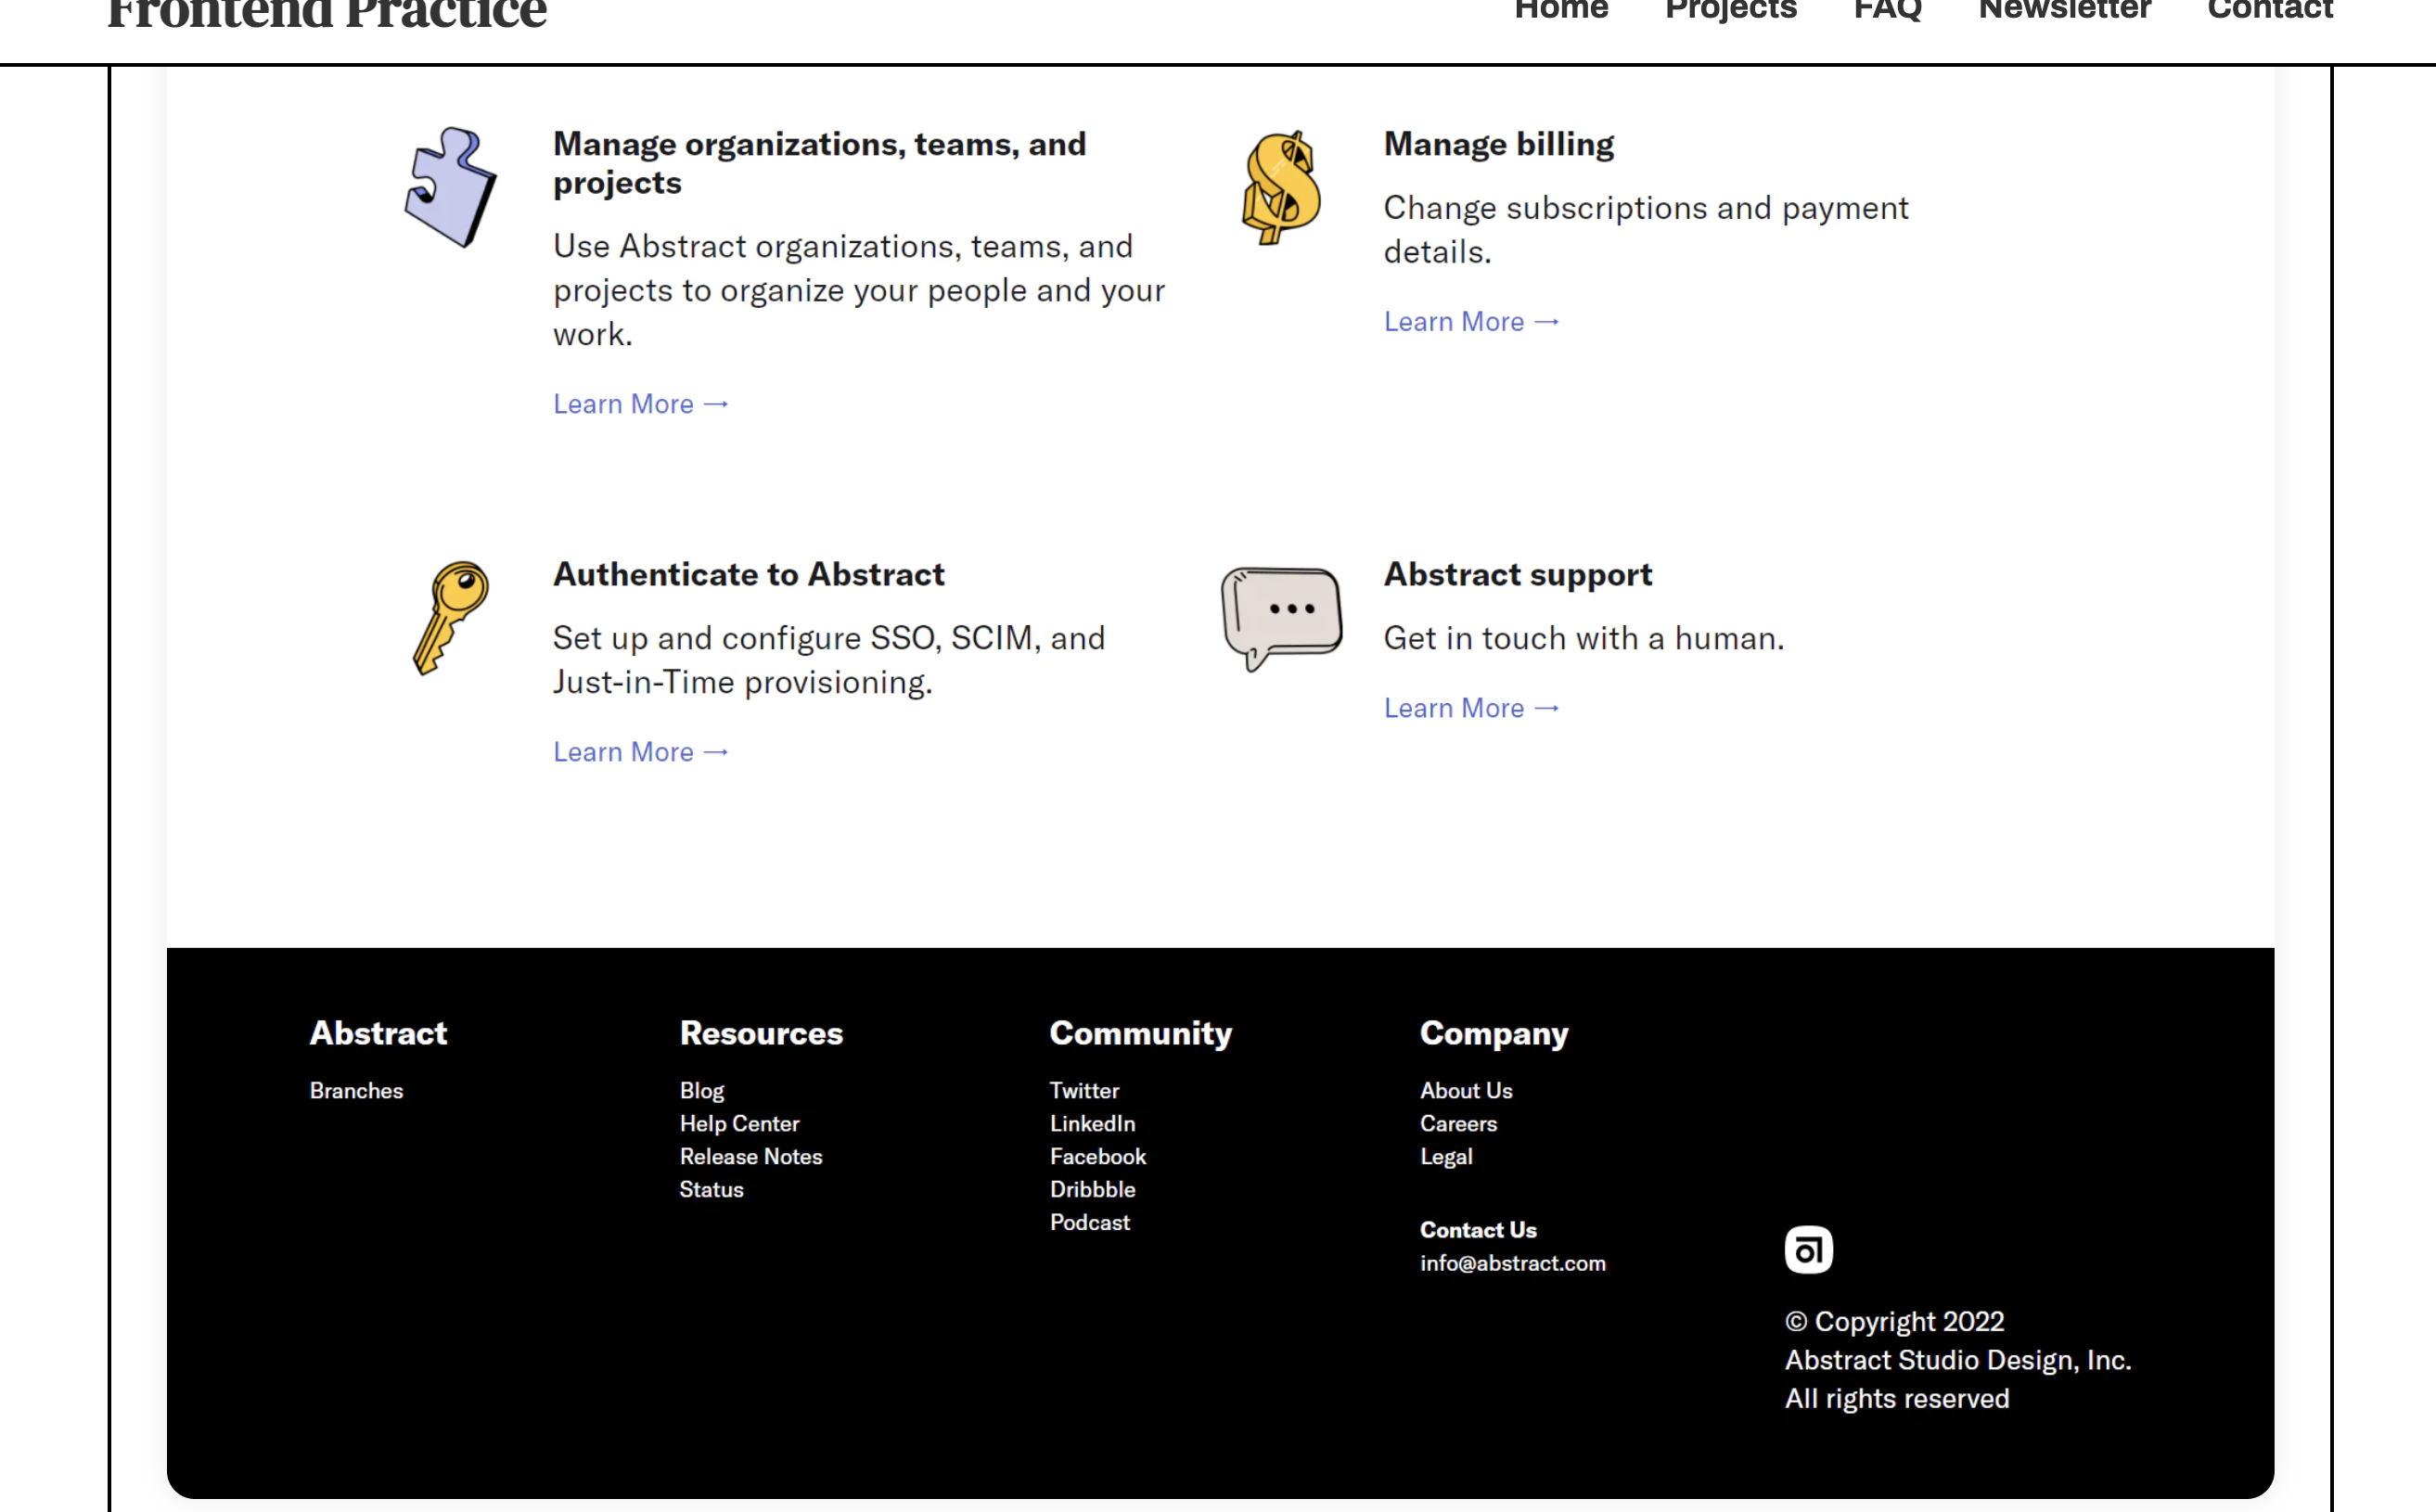 Frontend Practice
Home Projects FAQ Newsletter Contact
Manage organizations, teams, and
projects
Use Abstract organizations, teams, and
projects to organize your people and your
work.
Learn More →
Manage billing
Change subscriptions and payment
details.
Learn More →
Authenticate to Abstract
Set up and configure SSO, SCIM, and
Just-in-Time provisioning.
Learn More →
Abstract support
Get in touch with a human.
Learn More →
Abstract
Branches
Resources
Blog
Help Center
Release Notes
Status
Community
Twitter
LinkedIn
Facebook
Dribbble
Podcast
Company
About Us
Careers
Legal
Contact Us
info@abstract.com
© Copyright 2022
Abstract Studio Design, Inc.
All rights reserved